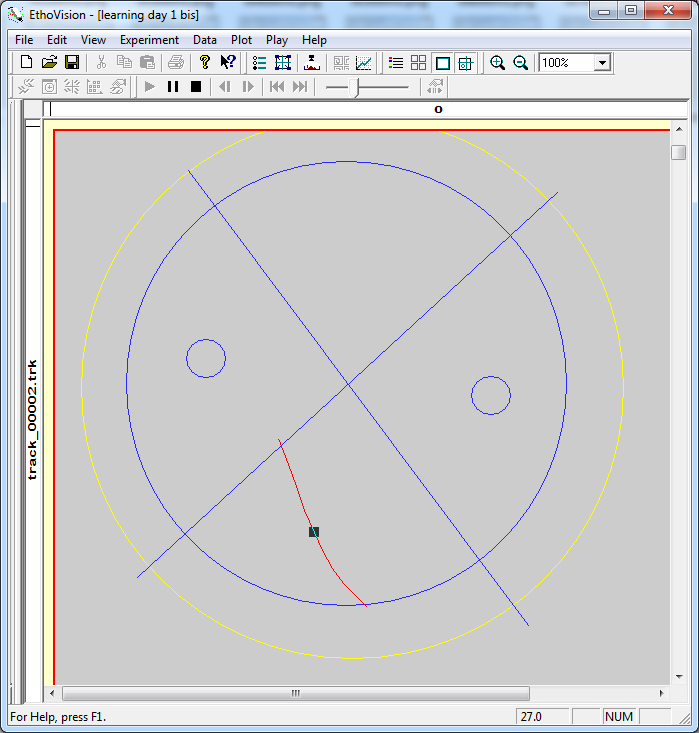 EthoVision - [learning day 1 bis]
File Edit View Experiment Data Plot Play Help
100%
0
track_00002.trk
For Help, press F1.
27.0
NUM